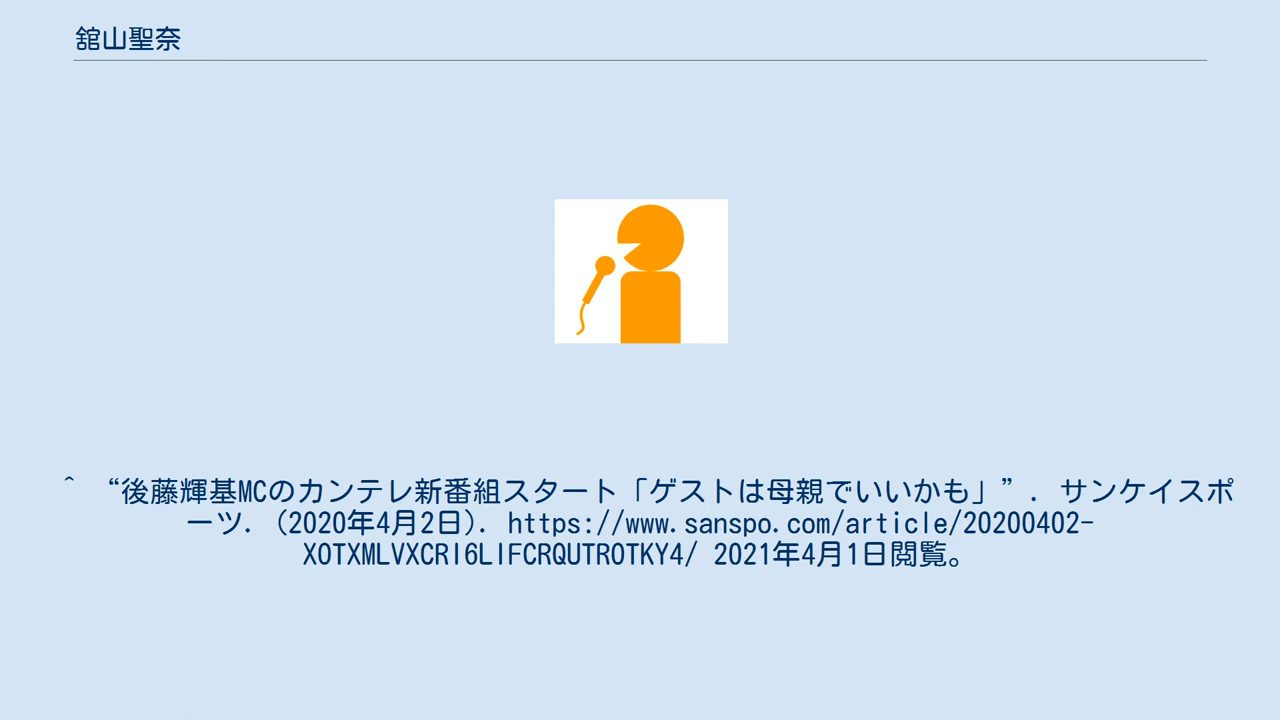 舘山聖奈
^ “後藤輝基MCのカンテレ新番組スタート「ゲストは母親でいいかも」”. サンケイスポ
ーツ. (2020年4月2日). https://www.sanspo.com/article/20200402-
XOTXMLVXCRI6LIFCRQUTROTKY4/ 2021年4月1日閲覧。